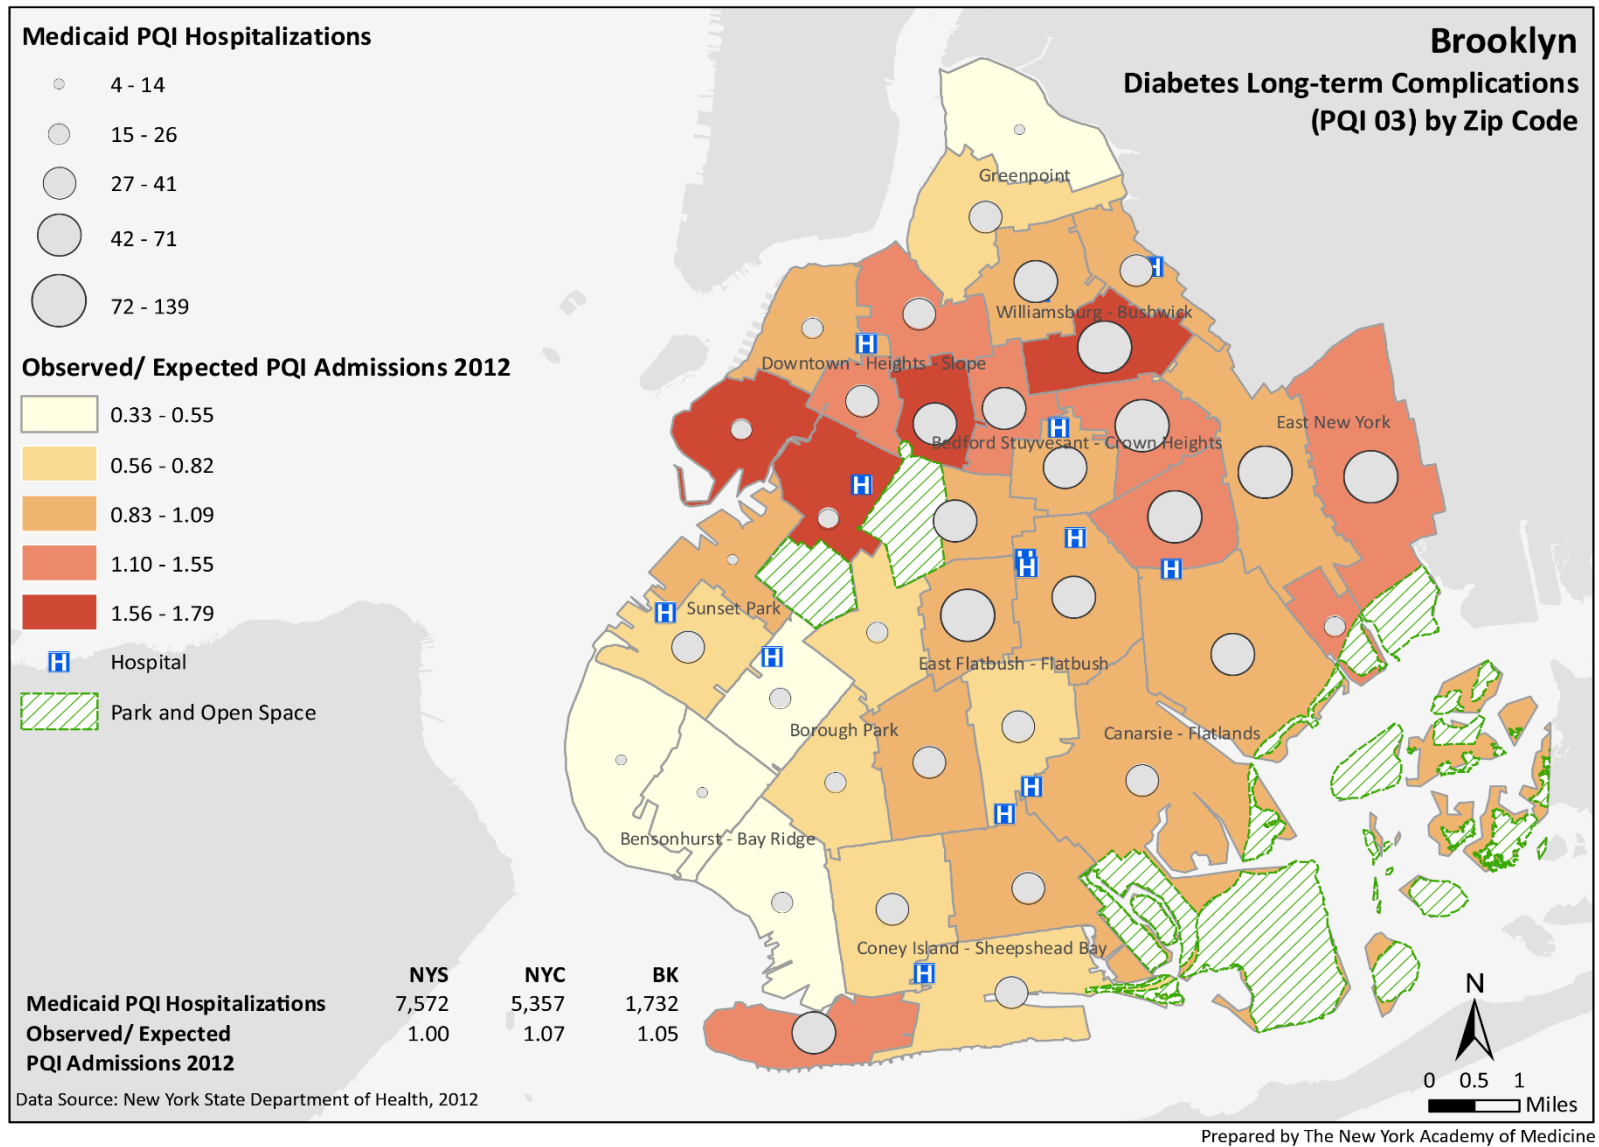 Medicaid PQI Hospitalizations
4 - 14
15 - 26
27 - 41
42 - 71
72 - 139
Observed/ Expected PQI Admissions 2012
0.33 - 0.55
0.56 - 0.82
0.83 - 1.09
1.10 - 1.55
1.56 - 1.79
H Hospital
Park and Open Space
Brooklyn
Diabetes Long-term Complications
(PQI 03) by Zip Code
Greenpoint
H
Williamsburg - Bushwick
H
Downtown - Heights - Slope
East New York
H
Bedford Stuyvesant - Crown Heights
H
H
H
H
H
H
Sunset Park
H
East Flatbush - Flatbush
Borough Park
Canarsie - Flatlands
H
H
Bensonhurst - Bay Ridge
Coney Island - Sheepshead Bay
H
NYS NYC BK
Medicaid PQI Hospitalizations 7,572 5,357 1,732
Observed/ Expected 1.00 1.07 1.05
PQI Admissions 2012
Data Source: New York State Department of Health, 2012
N
0 0.5 1
Miles
Prepared by The New York Academy of Medicine